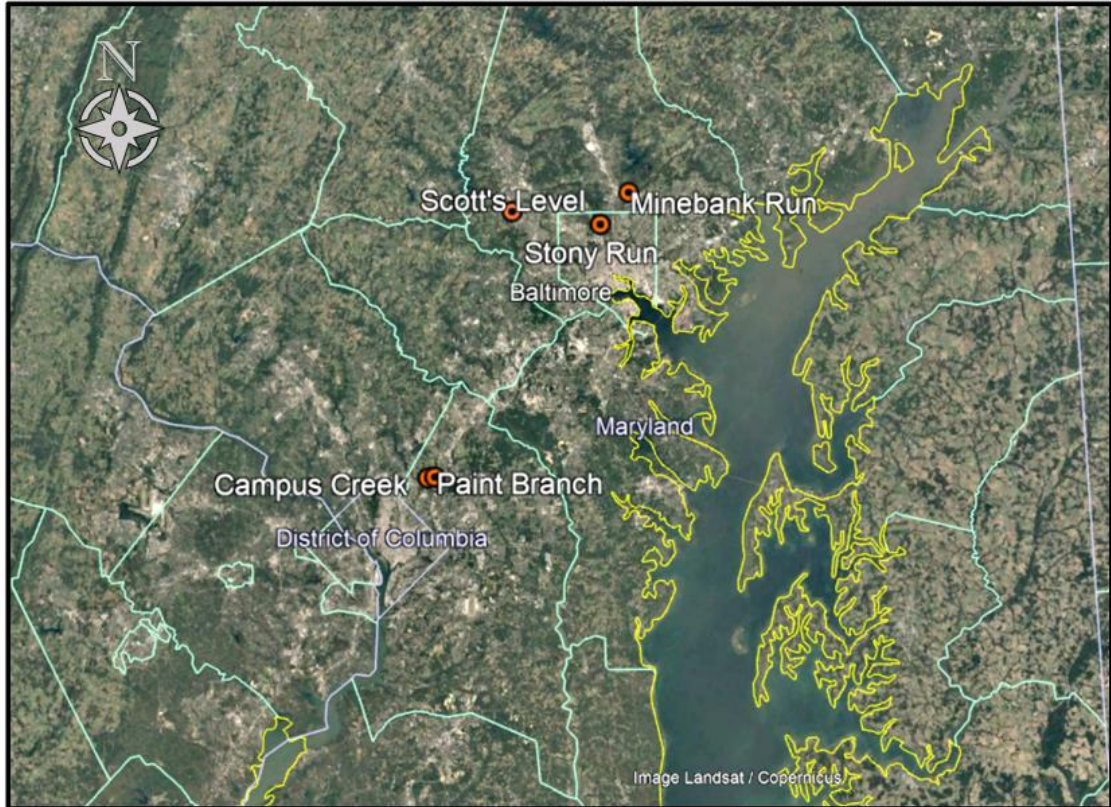 N
Scott's Level
Minebank Run
Stony Run
Baltimore
Maryland
Campus Creek
Paint Branch
District of Columbia
Image Landsat / Copernicus